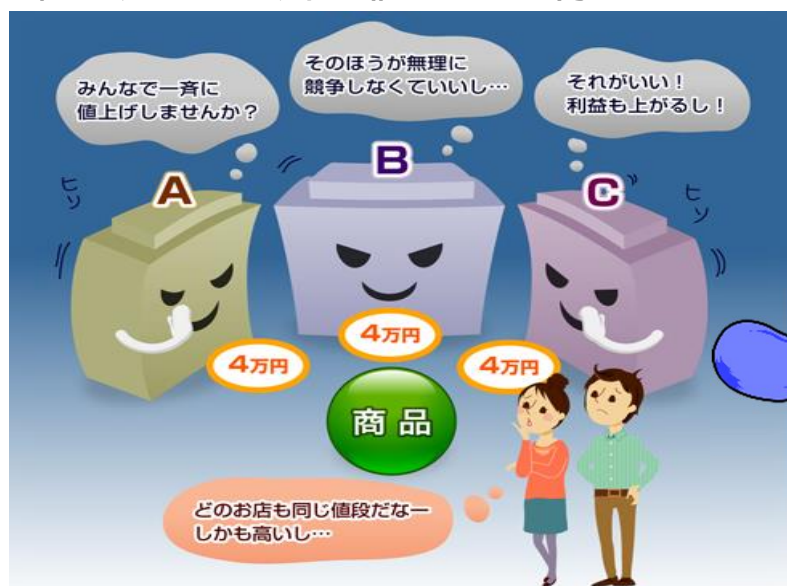 みんなで一斉に
値上げしませんか？
そのほうが無理に
競争しなくていいし…
それがいい！
利益も上がるし！
A
B
C
ヒソ
ヒソ
4万円
4万円
4万円
商品
どのお店も同じ値段だなー
しかも高いし…